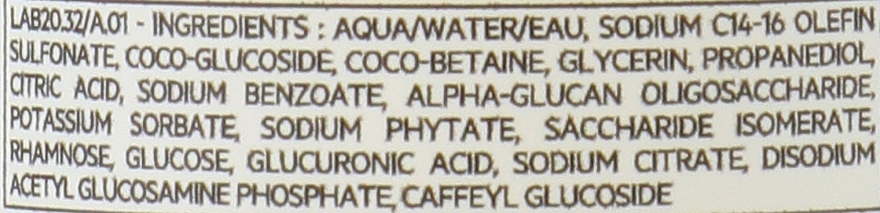 LAB20.32/A.01 - INGREDIENTS : AQUA/WATER/EAU, SODIUM C14-16 OLEFIN
SULFONATE, COCO-GLUCOSIDE, COCO-BETAINE, GLYCERIN, PROPANEDIOL,
CITRIC ACID, SODIUM BENZOATE, ALPHA-GLUCAN OLIGOSACCHARIDE,
POTASSIUM SORBATE, SODIUM PHYTATE, SACCHARIDE ISOMERATE,
RHAMNOSE, GLUCOSE, GLUCURONIC ACID, SODIUM CITRATE, DISODIUM
ACETYL GLUCOSAMINE PHOSPHATE, CAFFEYL GLUCOSIDE